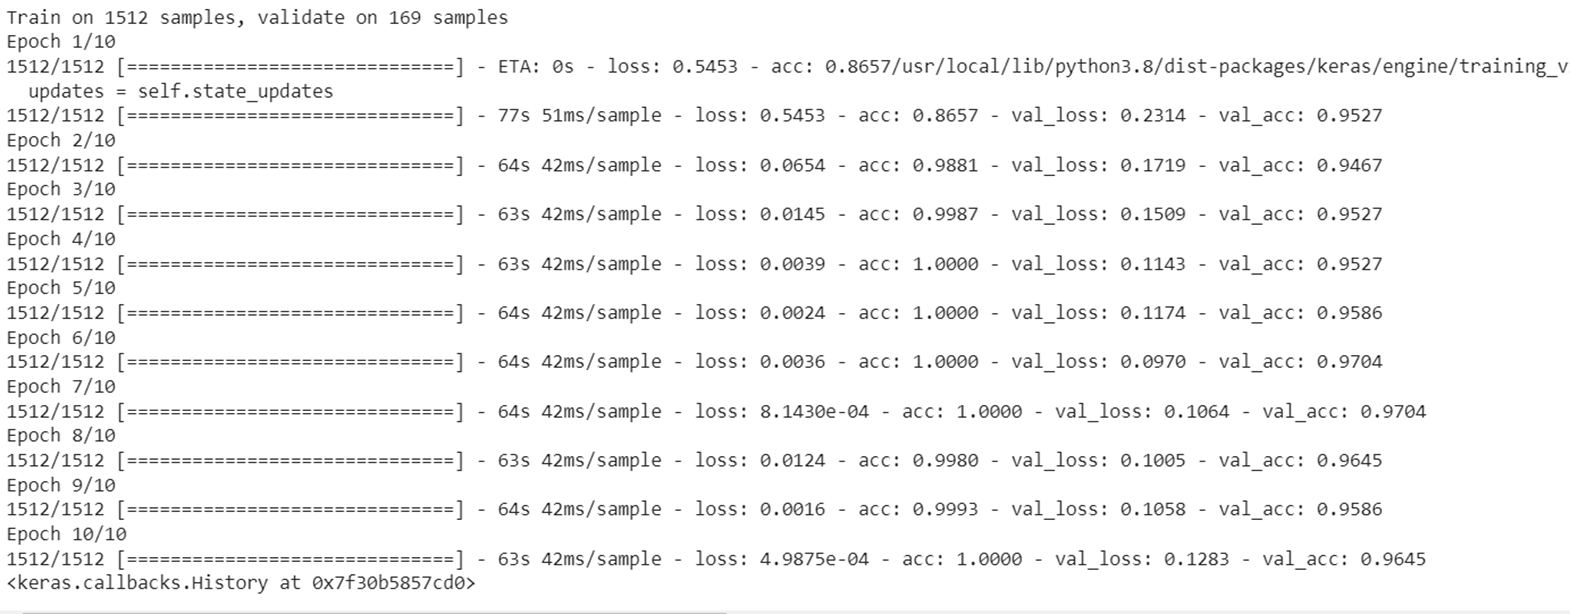 Train on 1512 samples, validate on 169 samples
Epoch 1/10
1512/1512 [==============================] - ETA: 0s - loss: 0.5453 - acc: 0.8657/usr/local/lib/python3.8/dist-packages/keras/engine/training_v
  updates = self.state_updates
1512/1512 [==============================] - 77s 51ms/sample - loss: 0.5453 - acc: 0.8657 - val_loss: 0.2314 - val_acc: 0.9527
Epoch 2/10
1512/1512 [==============================] - 64s 42ms/sample - loss: 0.0654 - acc: 0.9881 - val_loss: 0.1719 - val_acc: 0.9467
Epoch 3/10
1512/1512 [==============================] - 63s 42ms/sample - loss: 0.0145 - acc: 0.9987 - val_loss: 0.1509 - val_acc: 0.9527
Epoch 4/10
1512/1512 [==============================] - 63s 42ms/sample - loss: 0.0039 - acc: 1.0000 - val_loss: 0.1143 - val_acc: 0.9527
Epoch 5/10
1512/1512 [==============================] - 64s 42ms/sample - loss: 0.0024 - acc: 1.0000 - val_loss: 0.1174 - val_acc: 0.9586
Epoch 6/10
1512/1512 [==============================] - 64s 42ms/sample - loss: 0.0036 - acc: 1.0000 - val_loss: 0.0970 - val_acc: 0.9704
Epoch 7/10
1512/1512 [==============================] - 64s 42ms/sample - loss: 8.1430e-04 - acc: 1.0000 - val_loss: 0.1064 - val_acc: 0.9704
Epoch 8/10
1512/1512 [==============================] - 63s 42ms/sample - loss: 0.0124 - acc: 0.9980 - val_loss: 0.1005 - val_acc: 0.9645
Epoch 9/10
1512/1512 [==============================] - 64s 42ms/sample - loss: 0.0016 - acc: 0.9993 - val_loss: 0.1058 - val_acc: 0.9586
Epoch 10/10
1512/1512 [==============================] - 63s 42ms/sample - loss: 4.9875e-04 - acc: 1.0000 - val_loss: 0.1283 - val_acc: 0.9645
<keras.callbacks.History at 0x7f30b5857cd0>